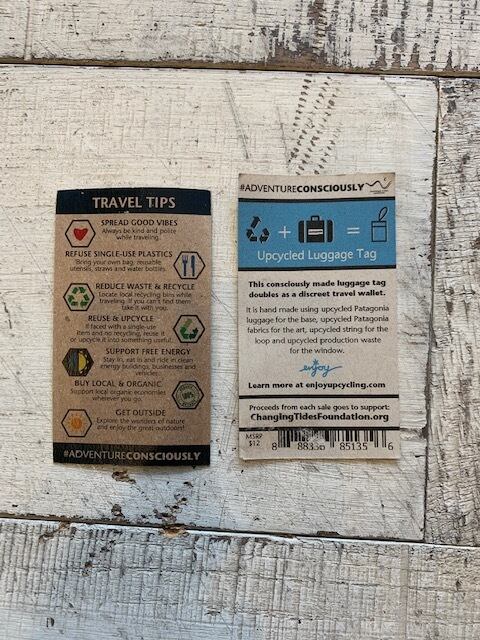 TRAVEL TIPS
SPREAD GOOD VIBES
Always be kind and polite
while traveling.
REFUSE SINGLE-USE PLASTICS
Bring your own bag, reusable
utensils, straws and water bottles.
REDUCE WASTE & RECYCLE
Locate local recycling bins while
traveling. If you can't find them
take it with you.
REUSE & UPCYCLE
If faced with a single-use
item and no recycling, reuse it
or upcycle it into something useful.
SUPPORT FREE ENERGY
Stay in, eat in and ride in clean
energy buildings, businesses and
vehicles.
BUY LOCAL & ORGANIC
Support local organic economies
wherever you go.
100%
GET OUTSIDE
Explore the wonders of nature
and enjoy the great outdoors!
#ADVENTURECONSCIOUSLY
#ADVENTURECONSCIOUSLY
+ =
Upcycled Luggage Tag
This consciously made luggage tag
doubles as a discreet travel wallet.
It is hand made using upcycled Patagonia
luggage for the base, upcycled Patagonia
fabrics for the art, upcycled string for the
loop and upcycled production waste
for the window.
enjoy
Learn more at enjoyupcycling.com
Proceeds from each sale goes to support:
ChangingTidesFoundation.org
MSRP
$12
8 88336 85135 6